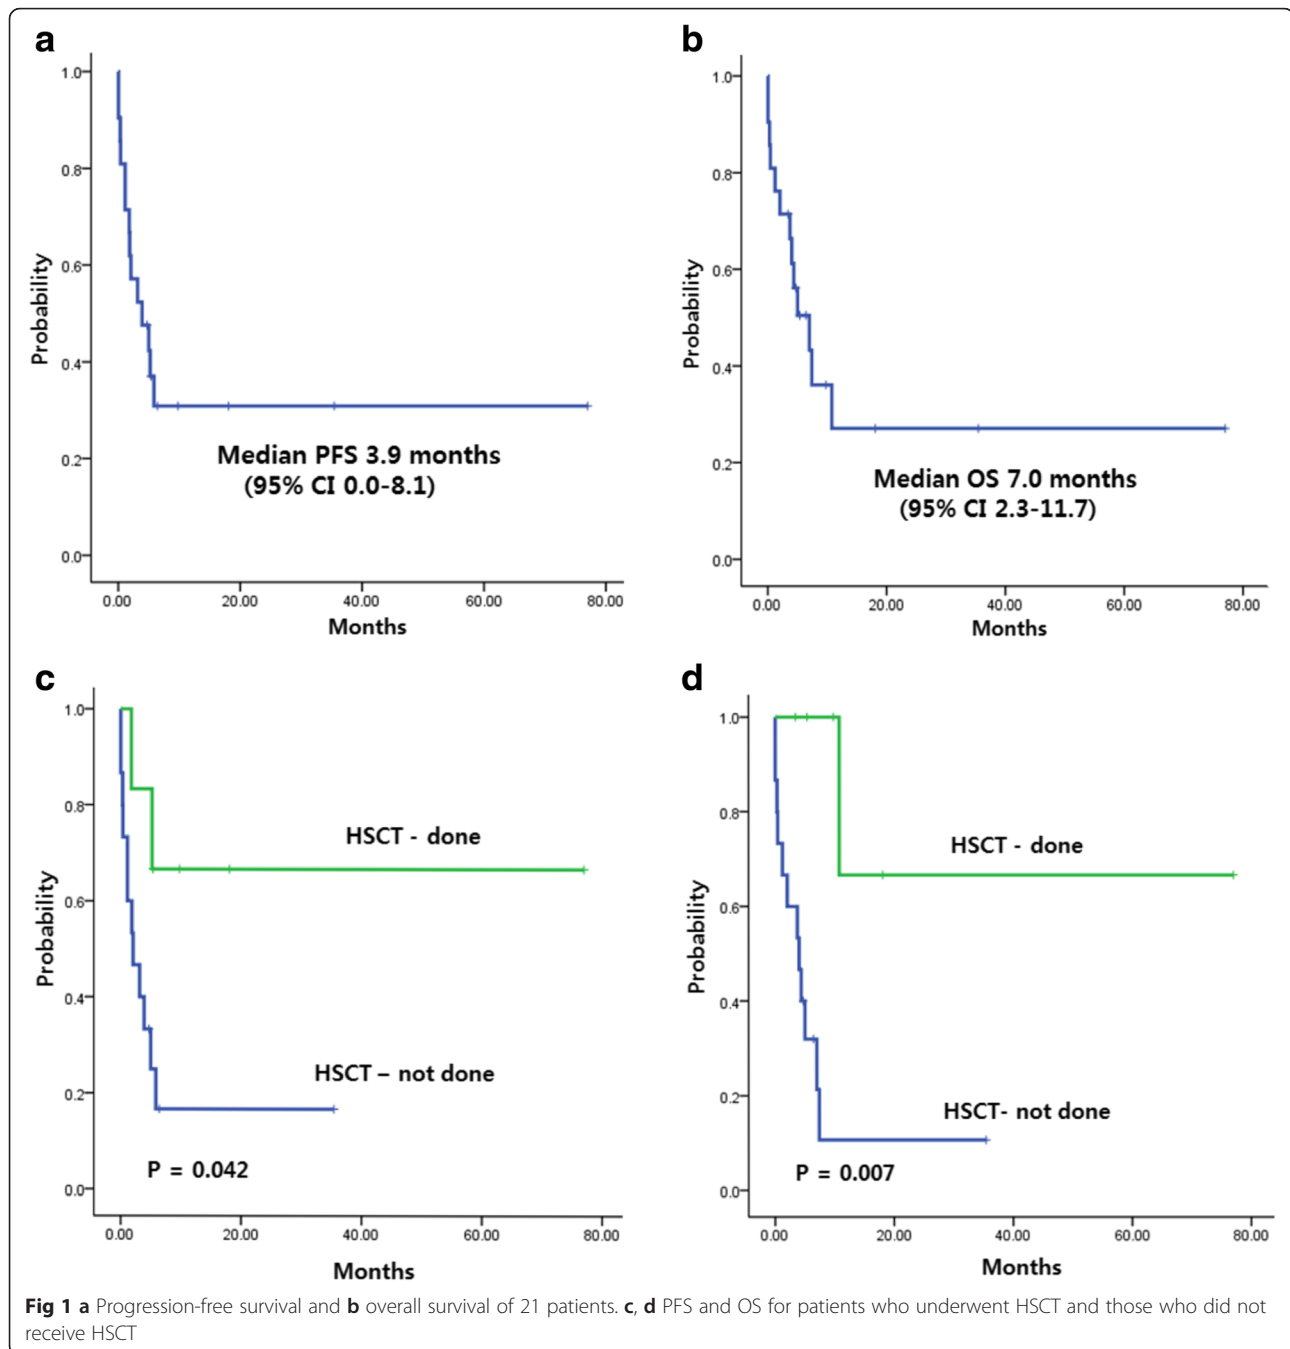 a
1.0
0.8
0.6
0.4
0.2
0.0
Probability
Median PFS 3.9 months
(95% CI 0.0-8.1)
0.00 20.00 40.00 60.00 80.00
Months
b
1.0
0.8
0.6
0.4
0.2
0.0
Probability
Median OS 7.0 months
(95% CI 2.3-11.7)
0.00 20.00 40.00 60.00 80.00
Months
c
1.0
0.8
0.6
0.4
0.2
0.0
Probability
HSCT - done
HSCT – not done
P = 0.042
0.00 20.00 40.00 60.00 80.00
Months
d
1.0
0.8
0.6
0.4
0.2
0.0
Probability
HSCT - done
HSCT- not done
P = 0.007
0.00 20.00 40.00 60.00 80.00
Months
Fig 1 a Progression-free survival and b overall survival of 21 patients. c, d PFS and OS for patients who underwent HSCT and those who did not
receive HSCT